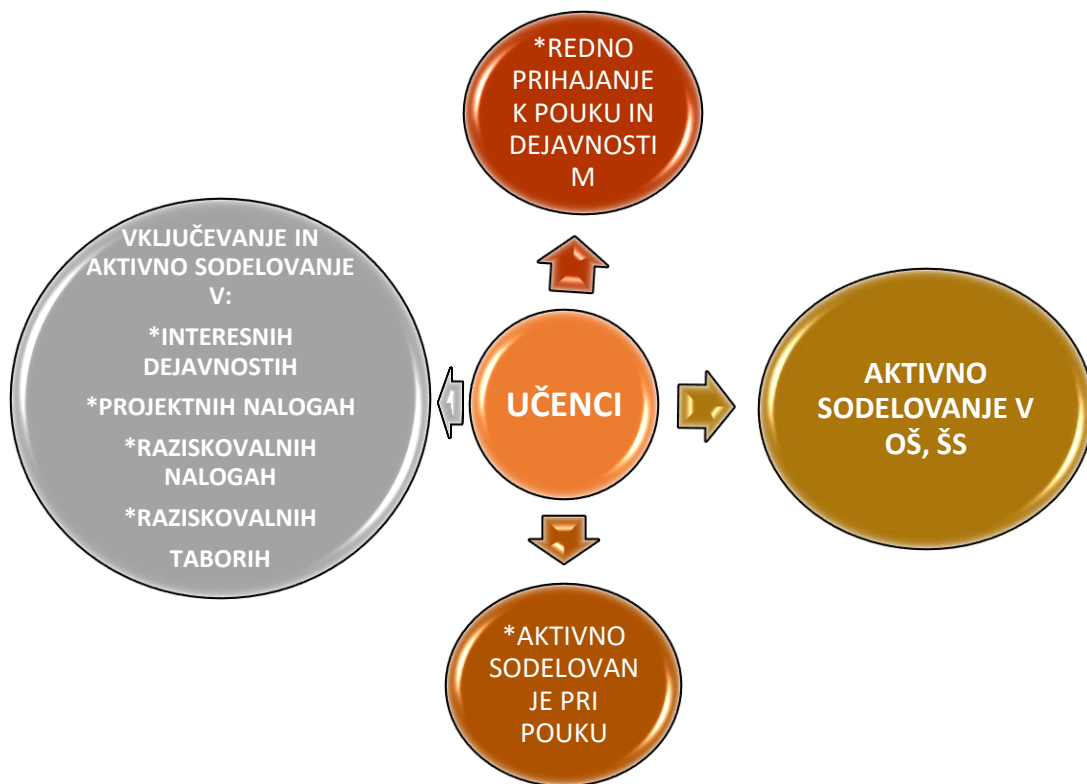 *REDNO
PRIHAJANJE
K POUKU IN
DEJAVNOSTI
M
VKLJUČEVANJE IN
AKTIVNO SODELOVANJE
V:
*INTERESNIH
DEJAVNOSTIH
*PROJEKTNIH NALOGAH
*RAZISKOVALNIH
NALOGAH
*RAZISKOVALNIH
TABORIH
UČENCI
AKTIVNO
SODELOVANJE V
OŠ, ŠS
*AKTIVNO
SODELOVAN
JE PRI
POUKU